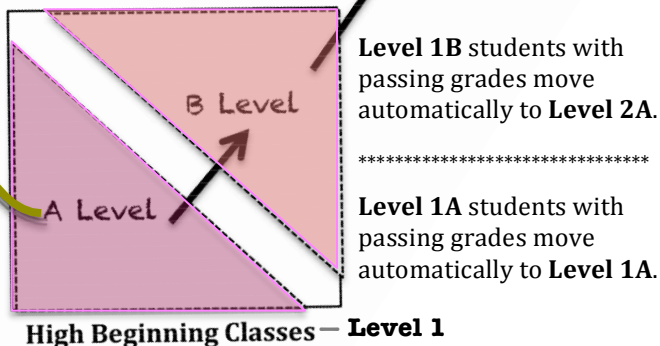 B Level
A Level
Level 1B students with
passing grades move
automatically to Level 2A.
********************************
Level 1A students with
passing grades move
automatically to Level 1A.
High Beginning Classes — Level 1